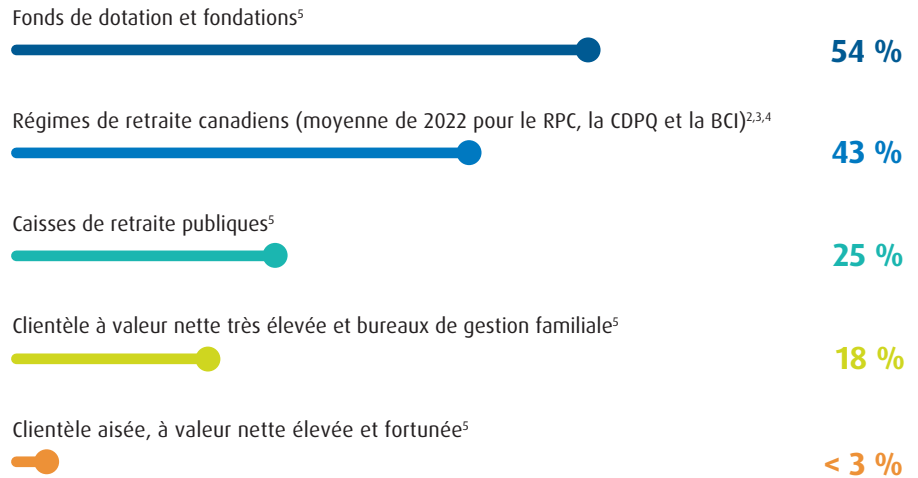 Fonds de dotation et fondations⁵
54 %
Régimes de retraite canadiens (moyenne de 2022 pour le RPC, la CDPQ et la BCI)²,³,⁴
43 %
Caisses de retraite publiques⁵
25 %
Clientèle à valeur nette très élevée et bureaux de gestion familiale⁵
18 %
Clientèle aisée, à valeur nette élevée et fortunée⁵
< 3 %